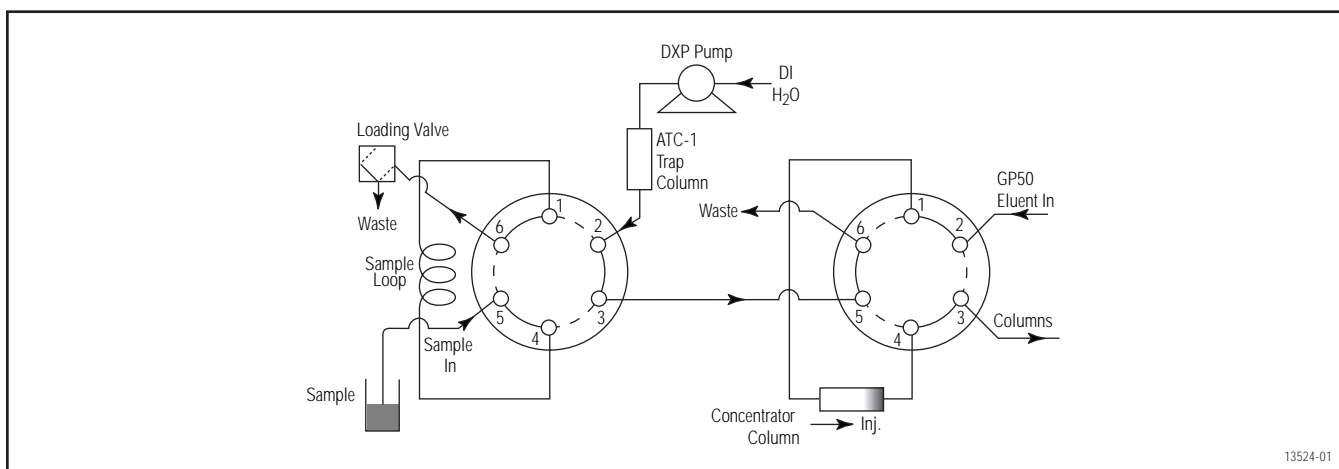 DXP Pump
DI
H2O
Loading Valve
ATC-1
Trap
Column
GP50
Eluent In
Waste
Waste
1
2
3
4
5
6
1
2
3
4
5
6
Sample
Loop
Sample
In
Columns
Sample
Concentrator
Column
Inj.
13524-01